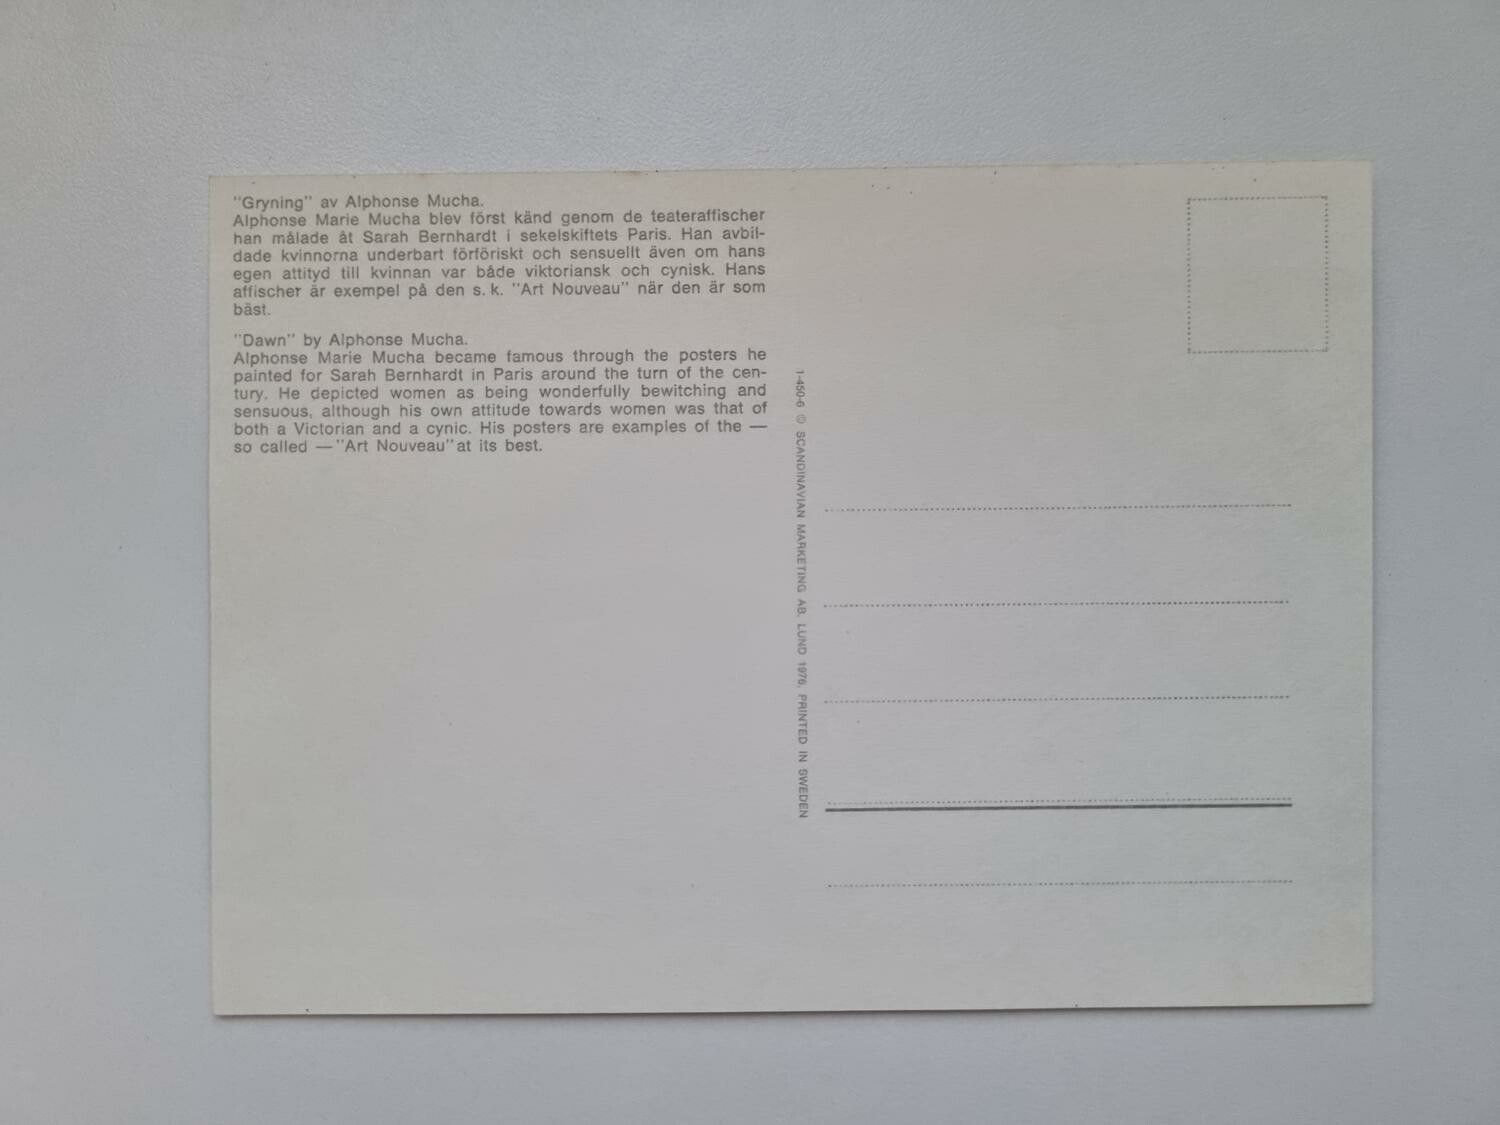 "Gryning" av Alphonse Mucha.
Alphonse Marie Mucha blev först känd genom de teateraffischer
han målade åt Sarah Bernhardt i sekelskiftets Paris. Han avbil-
dade kvinnorna underbart förföriskt och sensuellt även om hans
egen attityd till kvinnan var både viktoriansk och cynisk. Hans
affischer är exempel på den s. k. "Art Nouveau" när den är som
bäst.
"Dawn" by Alphonse Mucha.
Alphonse Marie Mucha became famous through the posters he
painted for Sarah Bernhardt in Paris around the turn of the cen-
tury. He depicted women as being wonderfully bewitching and
sensuous, although his own attitude towards women was that of
both a Victorian and a cynic. His posters are examples of the —
so called — "Art Nouveau" at its best.
1-450-6 © SCANDINAVIAN MARKETING AB, LUND 1976. PRINTED IN SWEDEN